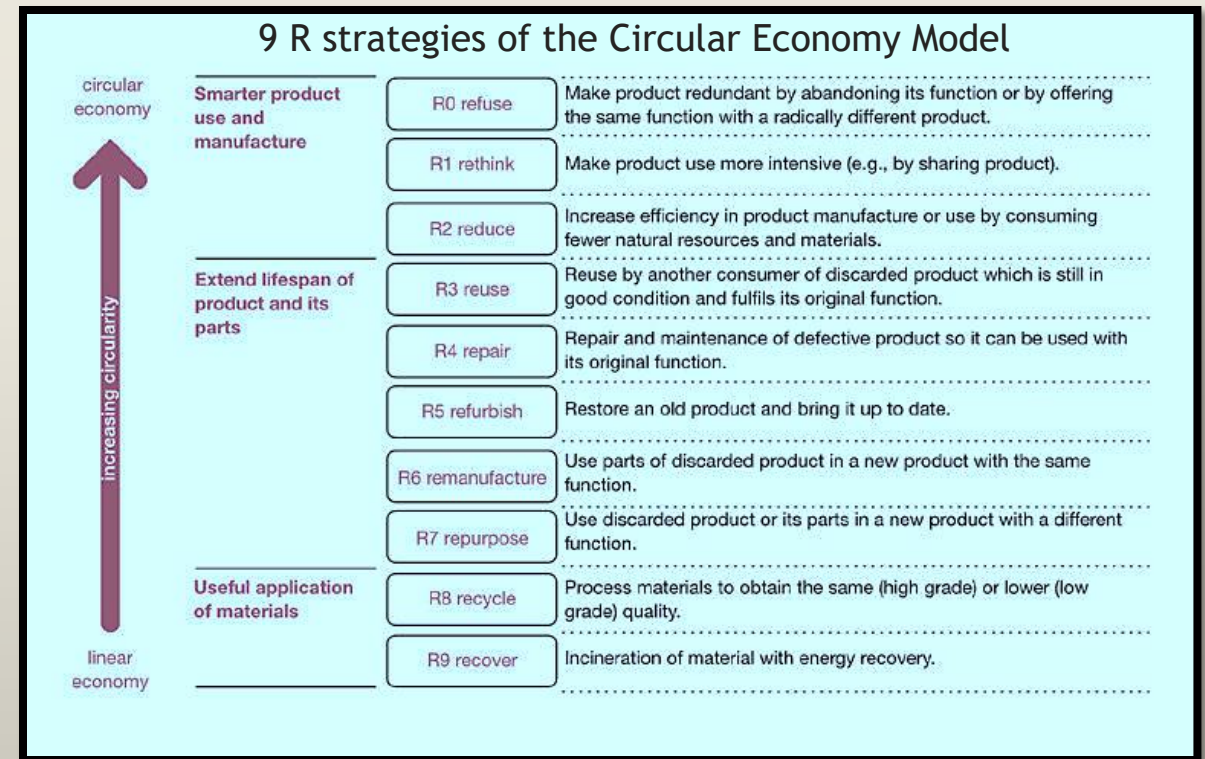 9 R strategies of the Circular Economy Model
circular
economy
increasing circularity
linear
economy
Smarter product
use and
manufacture
R0 refuse
Make product redundant by abandoning its function or by offering
the same function with a radically different product.
R1 rethink
Make product use more intensive (e.g., by sharing product).
R2 reduce
Increase efficiency in product manufacture or use by consuming
fewer natural resources and materials.
Extend lifespan of
product and its
parts
R3 reuse
Reuse by another consumer of discarded product which is still in
good condition and fulfils its original function.
R4 repair
Repair and maintenance of defective product so it can be used with
its original function.
R5 refurbish
Restore an old product and bring it up to date.
R6 remanufacture
Use parts of discarded product in a new product with the same
function.
R7 repurpose
Use discarded product or its parts in a new product with a different
function.
Useful application
of materials
R8 recycle
Process materials to obtain the same (high grade) or lower (low
grade) quality.
R9 recover
Incineration of material with energy recovery.